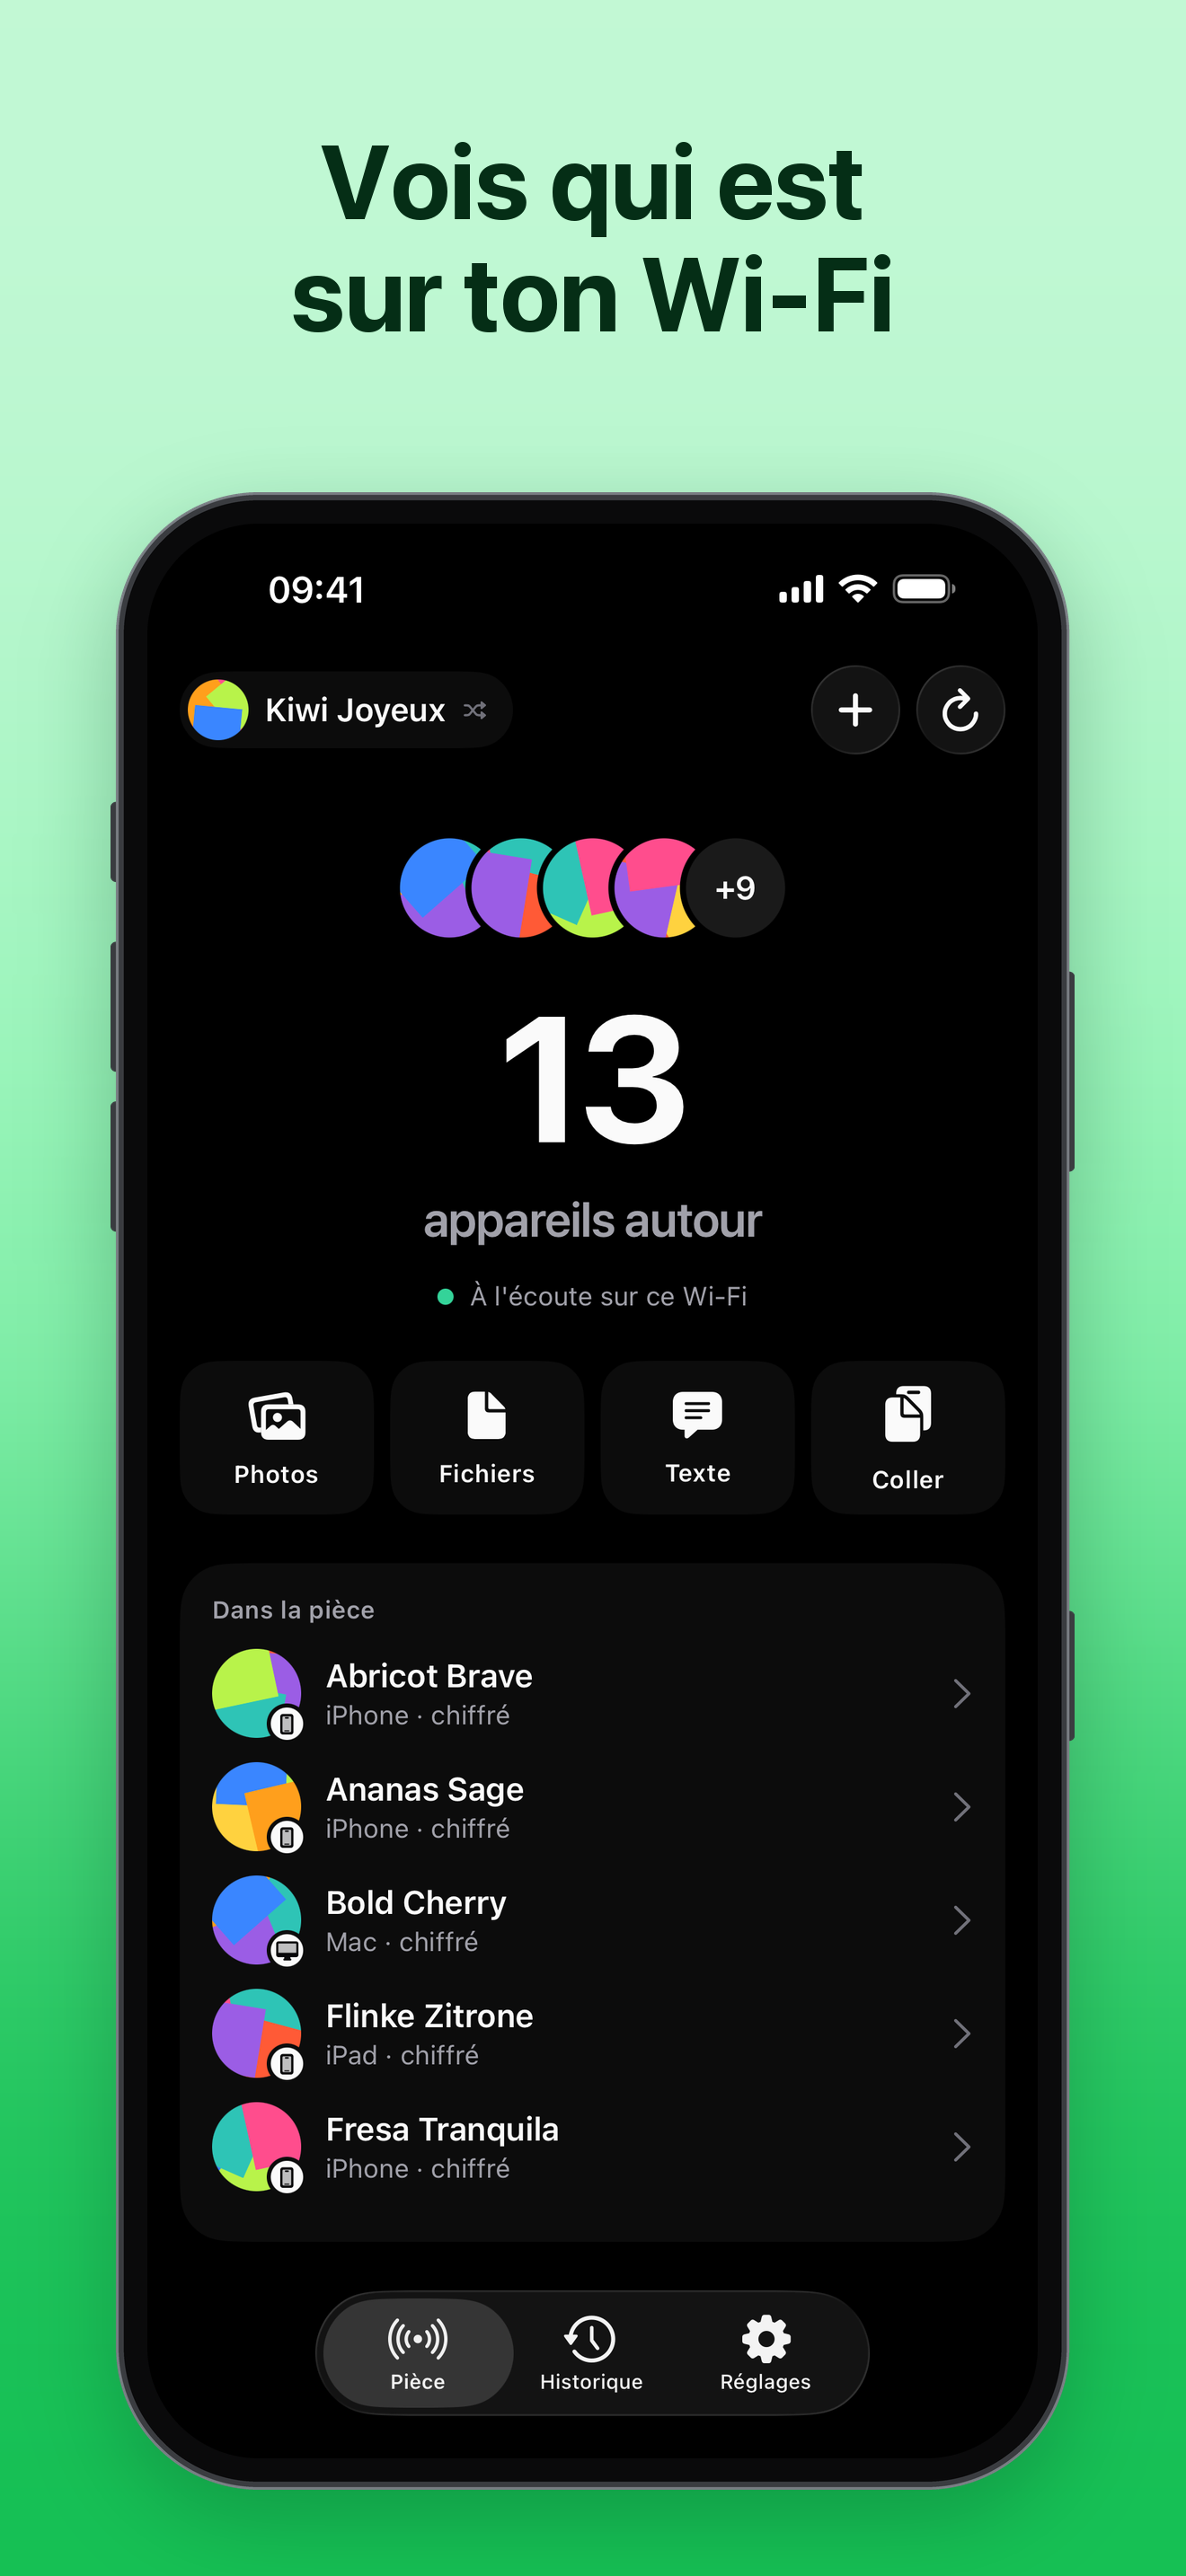 Vois qui est
sur ton Wi-Fi
09:41
Kiwi Joyeux
+9
13
appareils autour
À l'écoute sur ce Wi-Fi
Photos
Fichiers
Texte
Coller
Dans la pièce
Abricot Brave
iPhone · chiffré
Ananas Sage
iPhone · chiffré
Bold Cherry
Mac · chiffré
Flinke Zitrone
iPad · chiffré
Fresa Tranquila
iPhone · chiffré
Pièce
Historique
Réglages